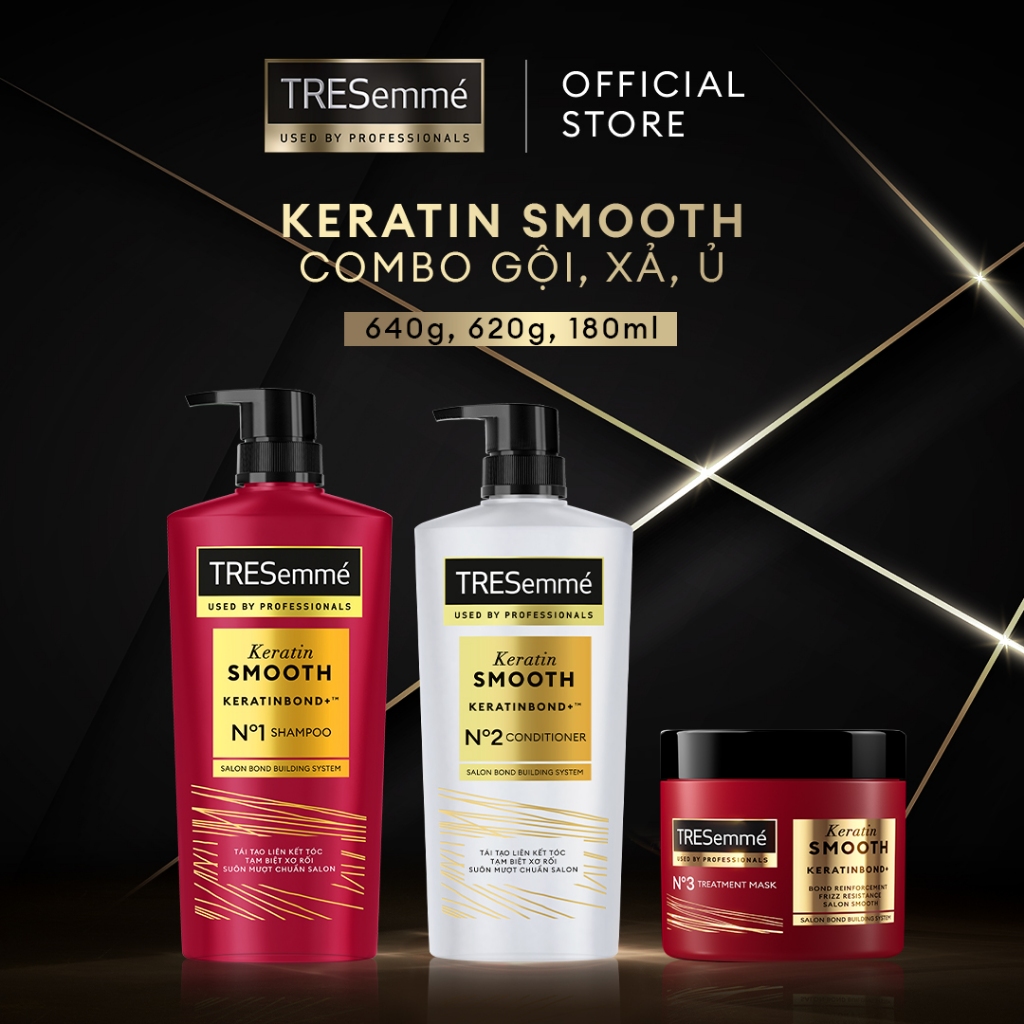 TRESemmé
USED BY PROFESSIONALS
OFFICIAL
STORE
KERATIN SMOOTH
COMBO GỘI, XẢ, Ủ
640g, 620g, 180ml
TRESemmé
USED BY PROFESSIONALS
Keratin
SMOOTH
KERATINBOND+™
Nº1 SHAMPOO
SALON BOND BUILDING SYSTEM
TÁI TẠO LIÊN KẾT TÓC
TẠM BIỆT XƠ RỐI
SUÔN MƯỢT CHUẨN SALON
TRESemmé
USED BY PROFESSIONALS
Keratin
SMOOTH
KERATINBOND+™
Nº2 CONDITIONER
SALON BOND BUILDING SYSTEM
TÁI TẠO LIÊN KẾT TÓC
TẠM BIỆT XƠ RỐI
SUÔN MƯỢT CHUẨN SALON
TRESemmé
USED BY PROFESSIONALS
Nº3 TREATMENT MASK
Keratin
SMOOTH
KERATINBOND+
BOND REINFORCEMENT
FRIZZ RESISTANCE
SALON SMOOTH
SALON BOND BUILDING SYSTEM